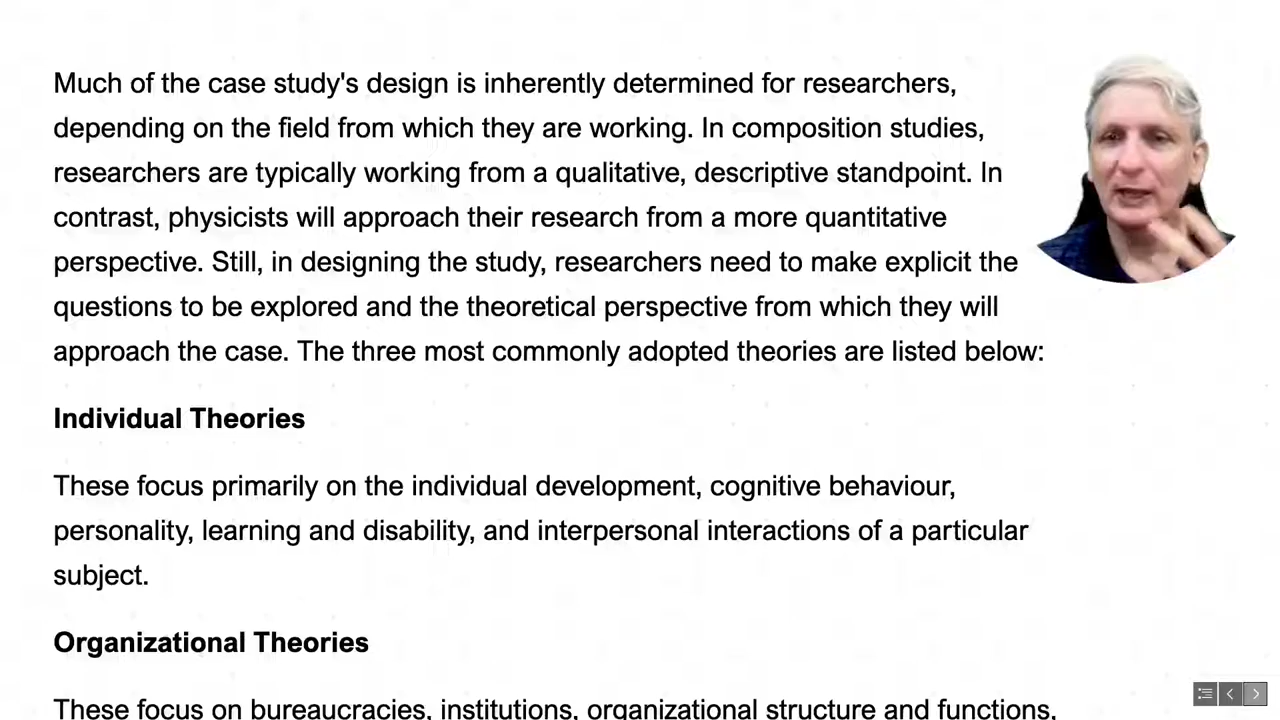 Much of the case study's design is inherently determined for researchers,
depending on the field from which they are working. In composition studies,
researchers are typically working from a qualitative, descriptive standpoint. In
contrast, physicists will approach their research from a more quantitative
perspective. Still, in designing the study, researchers need to make explicit the
questions to be explored and the theoretical perspective from which they will
approach the case. The three most commonly adopted theories are listed below:
Individual Theories
These focus primarily on the individual development, cognitive behaviour,
personality, learning and disability, and interpersonal interactions of a particular
subject.
Organizational Theories
These focus on bureaucracies, institutions, organizational structure and functions,